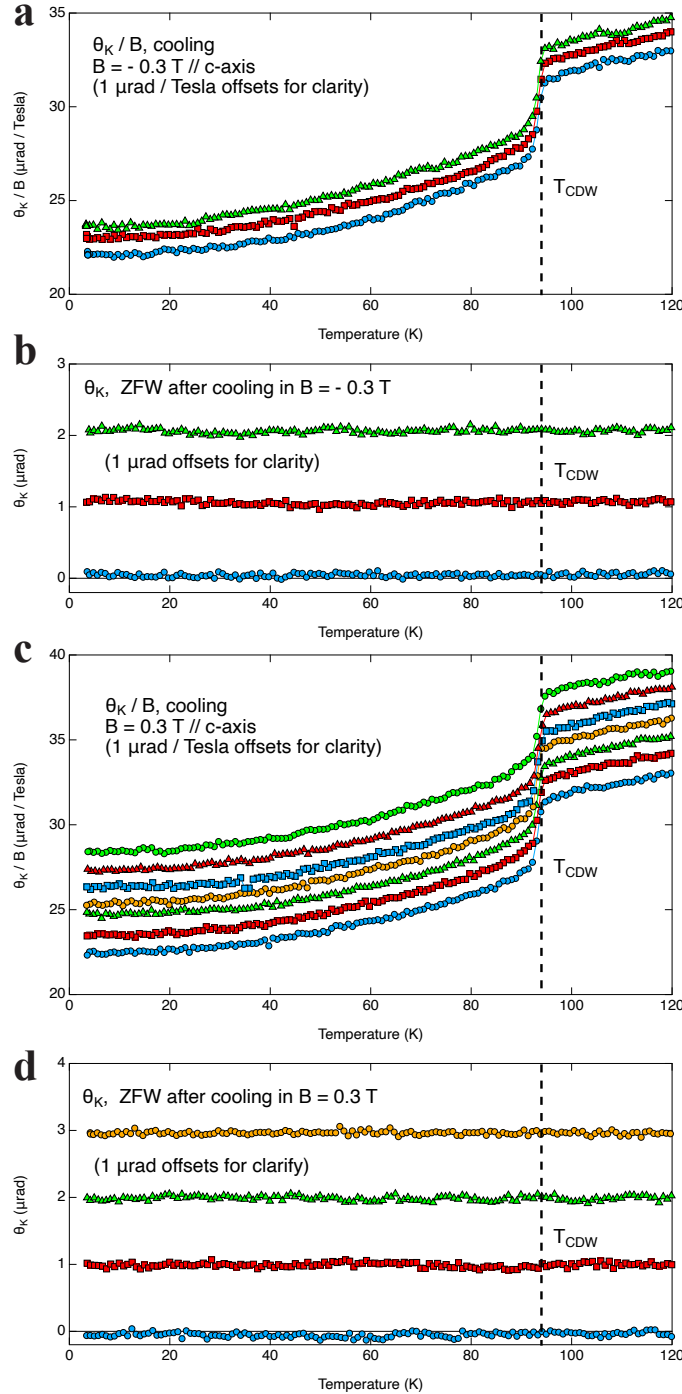 a
35
30
25
20
θK / B (μrad / Tesla)
θK / B, cooling
B = - 0.3 T // c-axis
(1 μrad / Tesla offsets for clarity)
TCDW
0 20 40 60 80 100 120
Temperature (K)
b
3
2
1
0
θK (μrad)
θK, ZFW after cooling in B = - 0.3 T
(1 μrad offsets for clarity)
TCDW
0 20 40 60 80 100 120
Temperature (K)
c
40
35
30
25
20
θK / B (μrad / Tesla)
θK / B, cooling
B = 0.3 T // c-axis
(1 μrad / Tesla offsets for clarity)
TCDW
0 20 40 60 80 100 120
Temperature (K)
d
4
3
2
1
0
θK (μrad)
θK, ZFW after cooling in B = 0.3 T
(1 μrad offsets for clarify)
TCDW
0 20 40 60 80 100 120
Temperature (K)